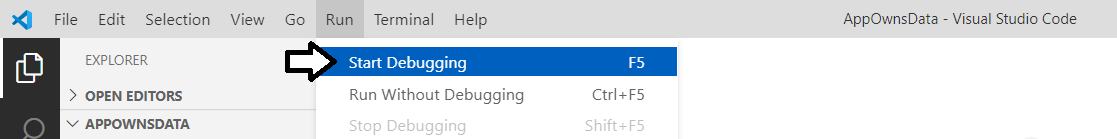 File Edit Selection View Go Run Terminal Help AppOwnsData - Visual Studio Code
EXPLORER
Start Debugging F5
OPEN EDITORS
Run Without Debugging Ctrl+F5
APPOWNSDATA
Stop Debugging Shift+F5